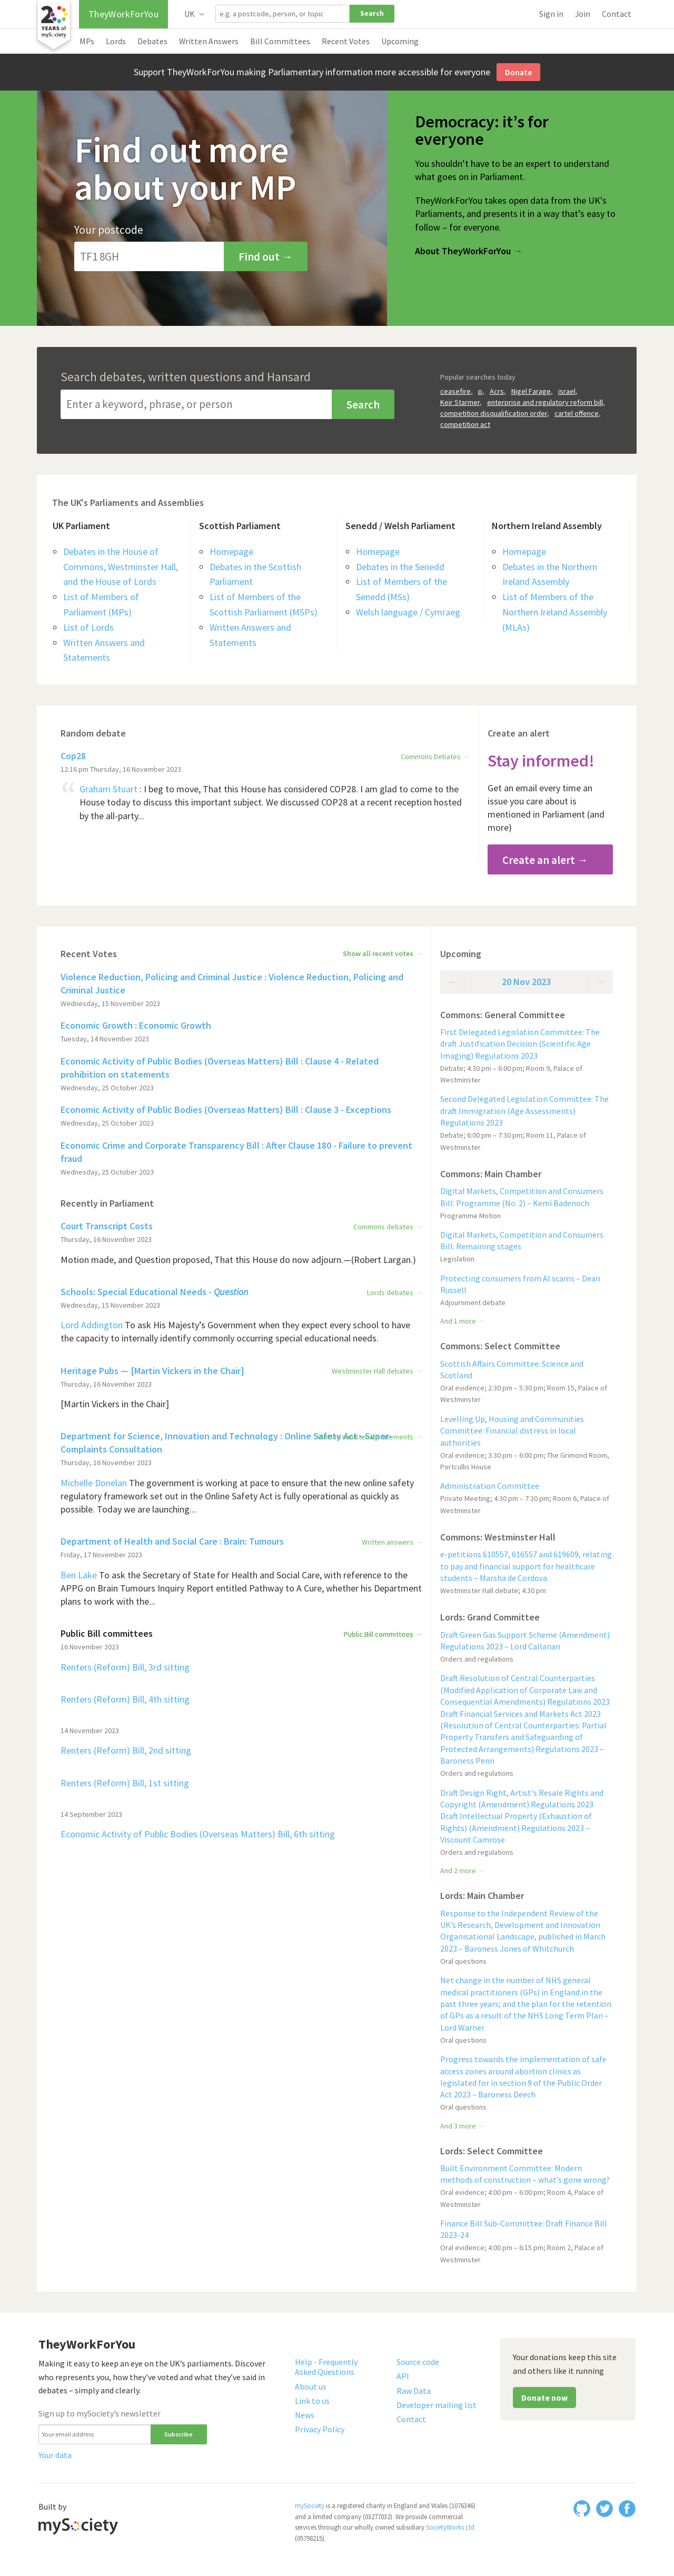 20
YEARS of
mySociety
TheyWorkForYou
UK
e.g. a postcode, person, or topic
Search
Sign in
Join
Contact
MPs
Lords
Debates
Written Answers
Bill Committees
Recent Votes
Upcoming
Support TheyWorkForYou making Parliamentary information more accessible for everyone
Donate
Find out more
about your MP
Your postcode
TF1 8GH
Find out →
Democracy: it’s for
everyone
You shouldn’t have to be an expert to understand
what goes on in Parliament.
TheyWorkForYou takes open data from the UK’s
Parliaments, and presents it in a way that’s easy to
follow – for everyone.
About TheyWorkForYou →
Search debates, written questions and Hansard
Enter a keyword, phrase, or person
Search
Popular searches today
ceasefire, p, Acrs, Nigel Farage, israel,
Keir Starmer, enterprise and regulatory reform bill,
competition disqualification order, cartel offence,
competition act
The UK's Parliaments and Assemblies
UK Parliament
Debates in the House of
Commons, Westminster Hall,
and the House of Lords
List of Members of
Parliament (MPs)
List of Lords
Written Answers and
Statements
Scottish Parliament
Homepage
Debates in the Scottish
Parliament
List of Members of the
Scottish Parliament (MSPs)
Written Answers and
Statements
Senedd / Welsh Parliament
Homepage
Debates in the Senedd
List of Members of the
Senedd (MSs)
Welsh language / Cymraeg
Northern Ireland Assembly
Homepage
Debates in the Northern
Ireland Assembly
List of Members of the
Northern Ireland Assembly
(MLAs)
Random debate
Cop28
Commons Debates →
12:16 pm Thursday, 16 November 2023
“ Graham Stuart : I beg to move, That this House has considered COP28. I am glad to come to the
House today to discuss this important subject. We discussed COP28 at a recent reception hosted
by the all-party...
Create an alert
Stay informed!
Get an email every time an
issue you care about is
mentioned in Parliament (and
more)
Create an alert →
Recent Votes
Show all recent votes →
Violence Reduction, Policing and Criminal Justice : Violence Reduction, Policing and
Criminal Justice
Wednesday, 15 November 2023
Economic Growth : Economic Growth
Tuesday, 14 November 2023
Economic Activity of Public Bodies (Overseas Matters) Bill : Clause 4 - Related
prohibition on statements
Wednesday, 25 October 2023
Economic Activity of Public Bodies (Overseas Matters) Bill : Clause 3 - Exceptions
Wednesday, 25 October 2023
Economic Crime and Corporate Transparency Bill : After Clause 180 - Failure to prevent
fraud
Wednesday, 25 October 2023
Recently in Parliament
Court Transcript Costs
Commons debates →
Thursday, 16 November 2023
Motion made, and Question proposed, That this House do now adjourn.—(Robert Largan.)
Schools: Special Educational Needs - Question
Lords debates →
Wednesday, 15 November 2023
Lord Addington To ask His Majesty’s Government when they expect every school to have
the capacity to internally identify commonly occurring specific educational needs.
Heritage Pubs — [Martin Vickers in the Chair]
Westminster Hall debates →
Thursday, 16 November 2023
[Martin Vickers in the Chair]
Department for Science, Innovation and Technology : Online Safety Act - Super-
Complaints Consultation
Thursday, 16 November 2023
Michelle Donelan The government is working at pace to ensure that the new online safety
regulatory framework set out in the Online Safety Act is fully operational as quickly as
possible. Today we are launching...
Department of Health and Social Care : Brain: Tumours
Written answers →
Friday, 17 November 2023
Ben Lake To ask the Secretary of State for Health and Social Care, with reference to the
APPG on Brain Tumours Inquiry Report entitled Pathway to A Cure, whether his Department
plans to work with the...
Public Bill committees
Public Bill committees →
16 November 2023
Renters (Reform) Bill, 3rd sitting
Renters (Reform) Bill, 4th sitting
14 November 2023
Renters (Reform) Bill, 2nd sitting
Renters (Reform) Bill, 1st sitting
14 September 2023
Economic Activity of Public Bodies (Overseas Matters) Bill, 6th sitting
Upcoming
← 20 Nov 2023 →
Commons: General Committee
First Delegated Legislation Committee: The
draft Justification Decision (Scientific Age
Imaging) Regulations 2023
Debate; 4:30 pm – 6:00 pm; Room 9, Palace of
Westminster
Second Delegated Legislation Committee: The
draft Immigration (Age Assessments)
Regulations 2023
Debate; 6:00 pm – 7:30 pm; Room 11, Palace of
Westminster
Commons: Main Chamber
Digital Markets, Competition and Consumers
Bill: Programme (No. 2) – Kemi Badenoch
Programme Motion
Digital Markets, Competition and Consumers
Bill: Remaining stages
Legislation
Protecting consumers from AI scams – Dean
Russell
Adjournment debate
And 1 more →
Commons: Select Committee
Scottish Affairs Committee: Science and
Scotland
Oral evidence; 2:30 pm – 5:30 pm; Room 15, Palace of
Westminster
Levelling Up, Housing and Communities
Committee: Financial distress in local
authorities
Oral evidence; 3:30 pm – 6:00 pm; The Grimond Room,
Portcullis House
Administration Committee
Private Meeting; 4:30 pm – 7:30 pm; Room 6, Palace of
Westminster
Commons: Westminster Hall
e-petitions 610557, 616557 and 619609, relating
to pay and financial support for healthcare
students – Marsha de Cordova
Westminster Hall debate; 4:30 pm
Lords: Grand Committee
Draft Green Gas Support Scheme (Amendment)
Regulations 2023 – Lord Callanan
Orders and regulations
Draft Resolution of Central Counterparties
(Modified Application of Corporate Law and
Consequential Amendments) Regulations 2023
Draft Financial Services and Markets Act 2023
(Resolution of Central Counterparties: Partial
Property Transfers and Safeguarding of
Protected Arrangements) Regulations 2023 –
Baroness Penn
Orders and regulations
Draft Design Right, Artist's Resale Rights and
Copyright (Amendment) Regulations 2023
Draft Intellectual Property (Exhaustion of
Rights) (Amendment) Regulations 2023 –
Viscount Camrose
Orders and regulations
And 2 more →
Lords: Main Chamber
Response to the Independent Review of the
UK’s Research, Development and Innovation
Organisational Landscape, published in March
2023 – Baroness Jones of Whitchurch
Oral questions
Net change in the number of NHS general
medical practitioners (GPs) in England in the
past three years; and the plan for the retention
of GPs as a result of the NHS Long Term Plan –
Lord Warner
Oral questions
Progress towards the implementation of safe
access zones around abortion clinics as
legislated for in section 9 of the Public Order
Act 2023 – Baroness Deech
Oral questions
And 3 more →
Lords: Select Committee
Built Environment Committee: Modern
methods of construction – what’s gone wrong?
Oral evidence; 4:00 pm – 6:00 pm; Room 4, Palace of
Westminster
Finance Bill Sub-Committee: Draft Finance Bill
2023-24
Oral evidence; 4:00 pm – 6:15 pm; Room 2, Palace of
Westminster
TheyWorkForYou
Making it easy to keep an eye on the UK’s parliaments. Discover
who represents you, how they’ve voted and what they’ve said in
debates – simply and clearly.
Sign up to mySociety’s newsletter
Your email address
Subscribe
Your data
Help - Frequently
Asked Questions
About us
Link to us
News
Privacy Policy
Source code
API
Raw Data
Developer mailing list
Contact
Your donations keep this site
and others like it running
Donate now
Built by
mySociety
mySociety is a registered charity in England and Wales (1076346)
and a limited company (03277032). We provide commercial
services through our wholly owned subsidiary SocietyWorks Ltd
(05798215).